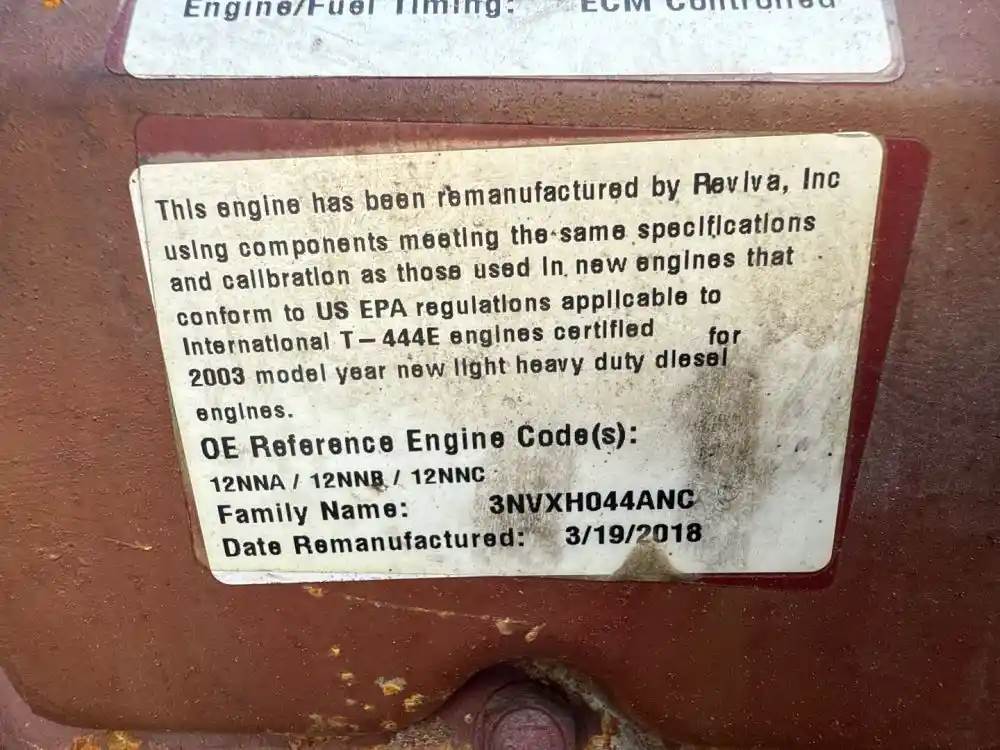 Engine/Fuel Timing: ECM Controlled
This engine has been remanufactured by Reviva, Inc
using components meeting the same specifications
and calibration as those used in new engines that
conform to US EPA regulations applicable to
International T-444E engines certified for
2003 model year new light heavy duty diesel
engines.
OE Reference Engine Code(s):
12NNA / 12NNB / 12NNC
Family Name: 3NVXH044ANC
Date Remanufactured: 3/19/2018